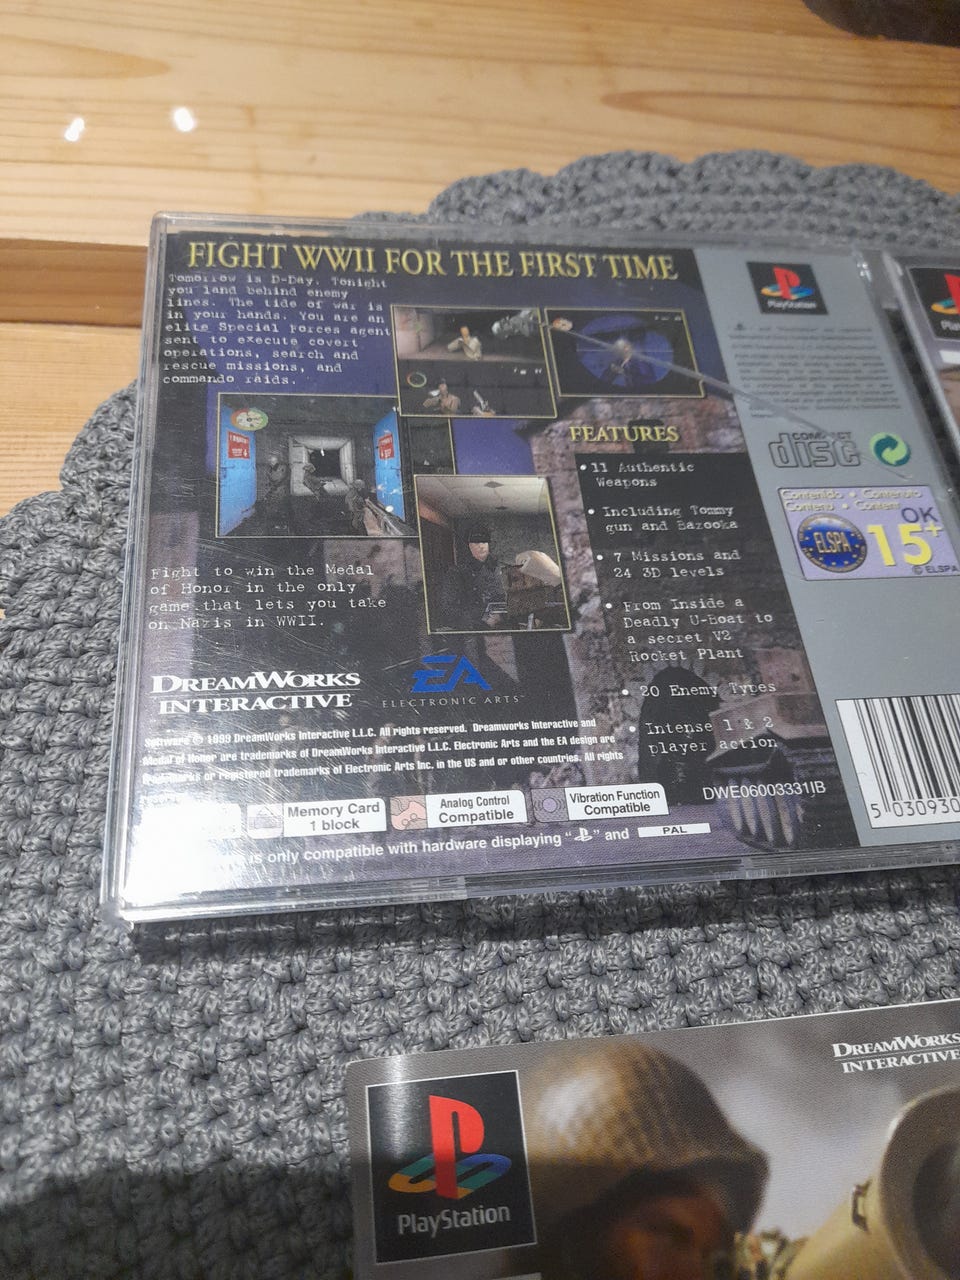 FIGHT WWII FOR THE FIRST TIME
Tomorrow is D-Day. Tonight
you land behind enemy
lines. The tide of war is
in your hands. You are an
elite Special Forces agent
sent to execute covert
operations, search and
rescue missions, and
commando raids.
Fight to win the Medal
of Honor in the only
game that lets you take
on Nazis in WWII.
FEATURES
• 11 Authentic
Weapons
• Including Tommy
gun and Bazooka
• 7 Missions and
24 3D levels
• From Inside a
Deadly U-Boat to
a secret V2
Rocket Plant
• 20 Enemy Types
• Intense 1 & 2
player action
DREAMWORKS
INTERACTIVE
EA
ELECTRONIC ARTS™
Software © 1999 DreamWorks Interactive L.L.C. All rights reserved. Dreamworks Interactive and
Medal of Honor are trademarks of DreamWorks Interactive L.L.C. Electronic Arts and the EA design are
trademarks or registered trademarks of Electronic Arts Inc. in the US and or other countries. All rights
Memory Card
1 block
Analog Control
Compatible
Vibration Function
Compatible
DWE06003331IB
is only compatible with hardware displaying " " and PAL
PlayStation
COMPACT
disc
Contenido • Contenuto
Contenu • Content
ELSPA
OK
15+
© ELSPA
5 030930
PlayStation
DREAMWORKS
INTERACTIVE